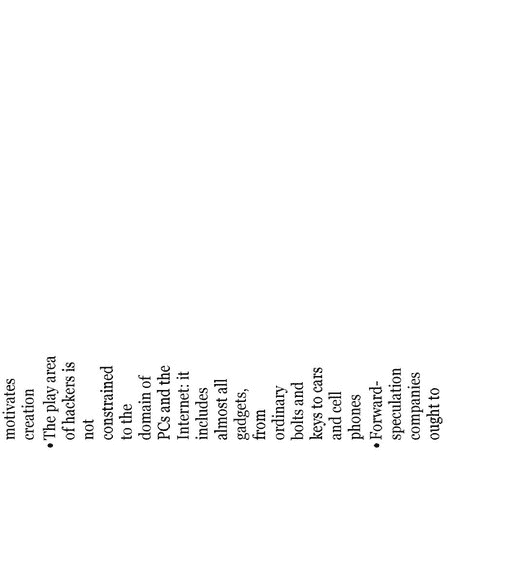 motivates
creation
• The play area
of hackers is
not
constrained
to the
domain of
PCs and the
Internet: it
includes
almost all
gadgets,
from
ordinary
bolts and
keys to cars
and cell
phones
• Forward-
speculation
companies
ought to